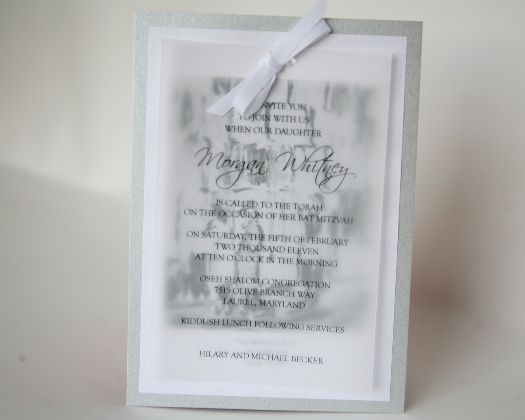 INVITE YOU
TO JOIN WITH US
WHEN OUR DAUGHTER
Morgan Whitney
IS CALLED TO THE TORAH
ON THE OCCASION OF HER BAT MITZVAH
ON SATURDAY, THE FIFTH OF FEBRUARY
TWO THOUSAND ELEVEN
AT TEN O'CLOCK IN THE MORNING
OSEH SHALOM CONGREGATION
7515 OLIVE BRANCH WAY
LAUREL, MARYLAND
KIDDUSH LUNCH FOLLOWING SERVICES
HILARY AND MICHAEL BECKER